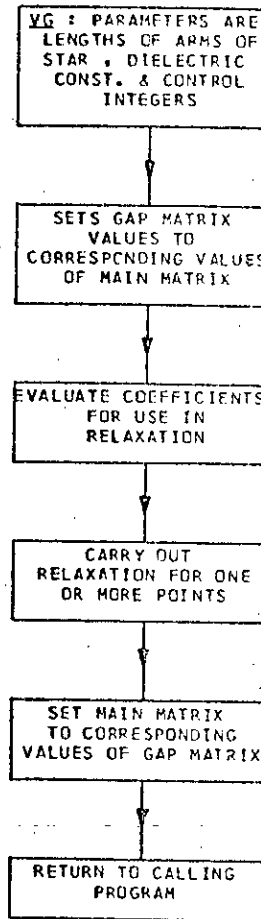 VG : PARAMETERS ARE
LENGTHS OF ARMS OF
STAR , DIELECTRIC
CONST. & CONTROL
INTEGERS
SETS GAP MATRIX
VALUES TO
CORRESPONDING VALUES
OF MAIN MATRIX
EVALUATE COEFFICIENTS
FOR USE IN
RELAXATION
CARRY OUT
RELAXATION FOR ONE
OR MORE POINTS
SET MAIN MATRIX
TO CORRESPONDING
VALUES OF GAP MATRIX
RETURN TO CALLING
PROGRAM